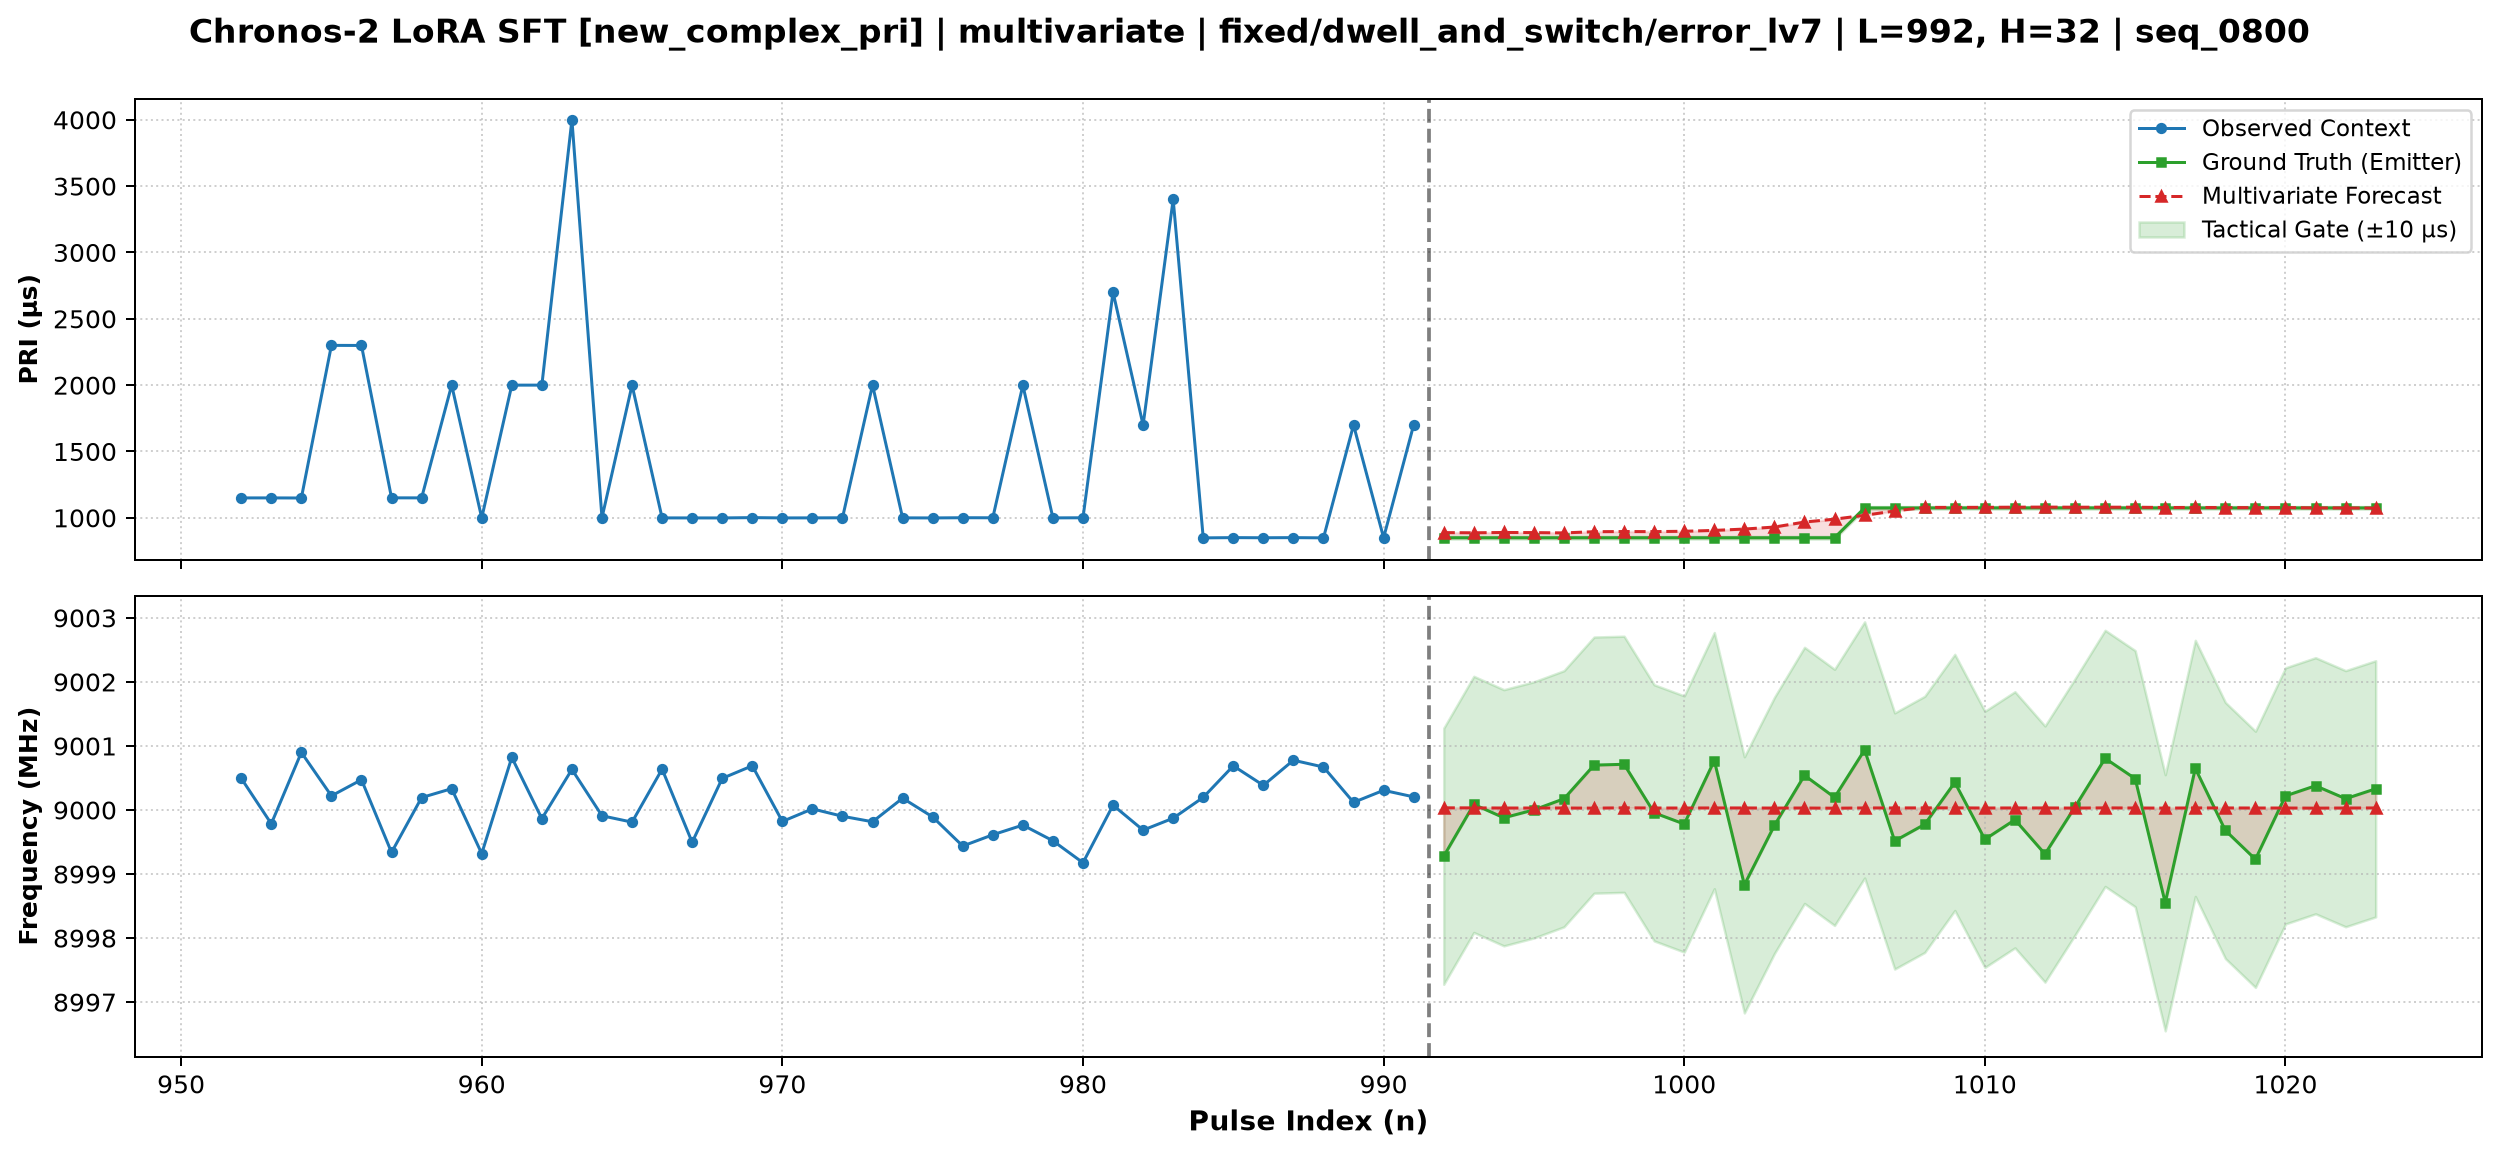 Chronos-2 LoRA SFT [new_complex_pri] | multivariate | fixed/dwell_and_switch/error_lv7 | L=992, H=32 | seq_0800
4000
3500
3000
2500
2000
1500
1000
PRI (µs)
Observed Context
Ground Truth (Emitter)
Multivariate Forecast
Tactical Gate (±10 µs)
9003
9002
9001
9000
8999
8998
8997
Frequency (MHz)
950
960
970
980
990
1000
1010
1020
Pulse Index (n)